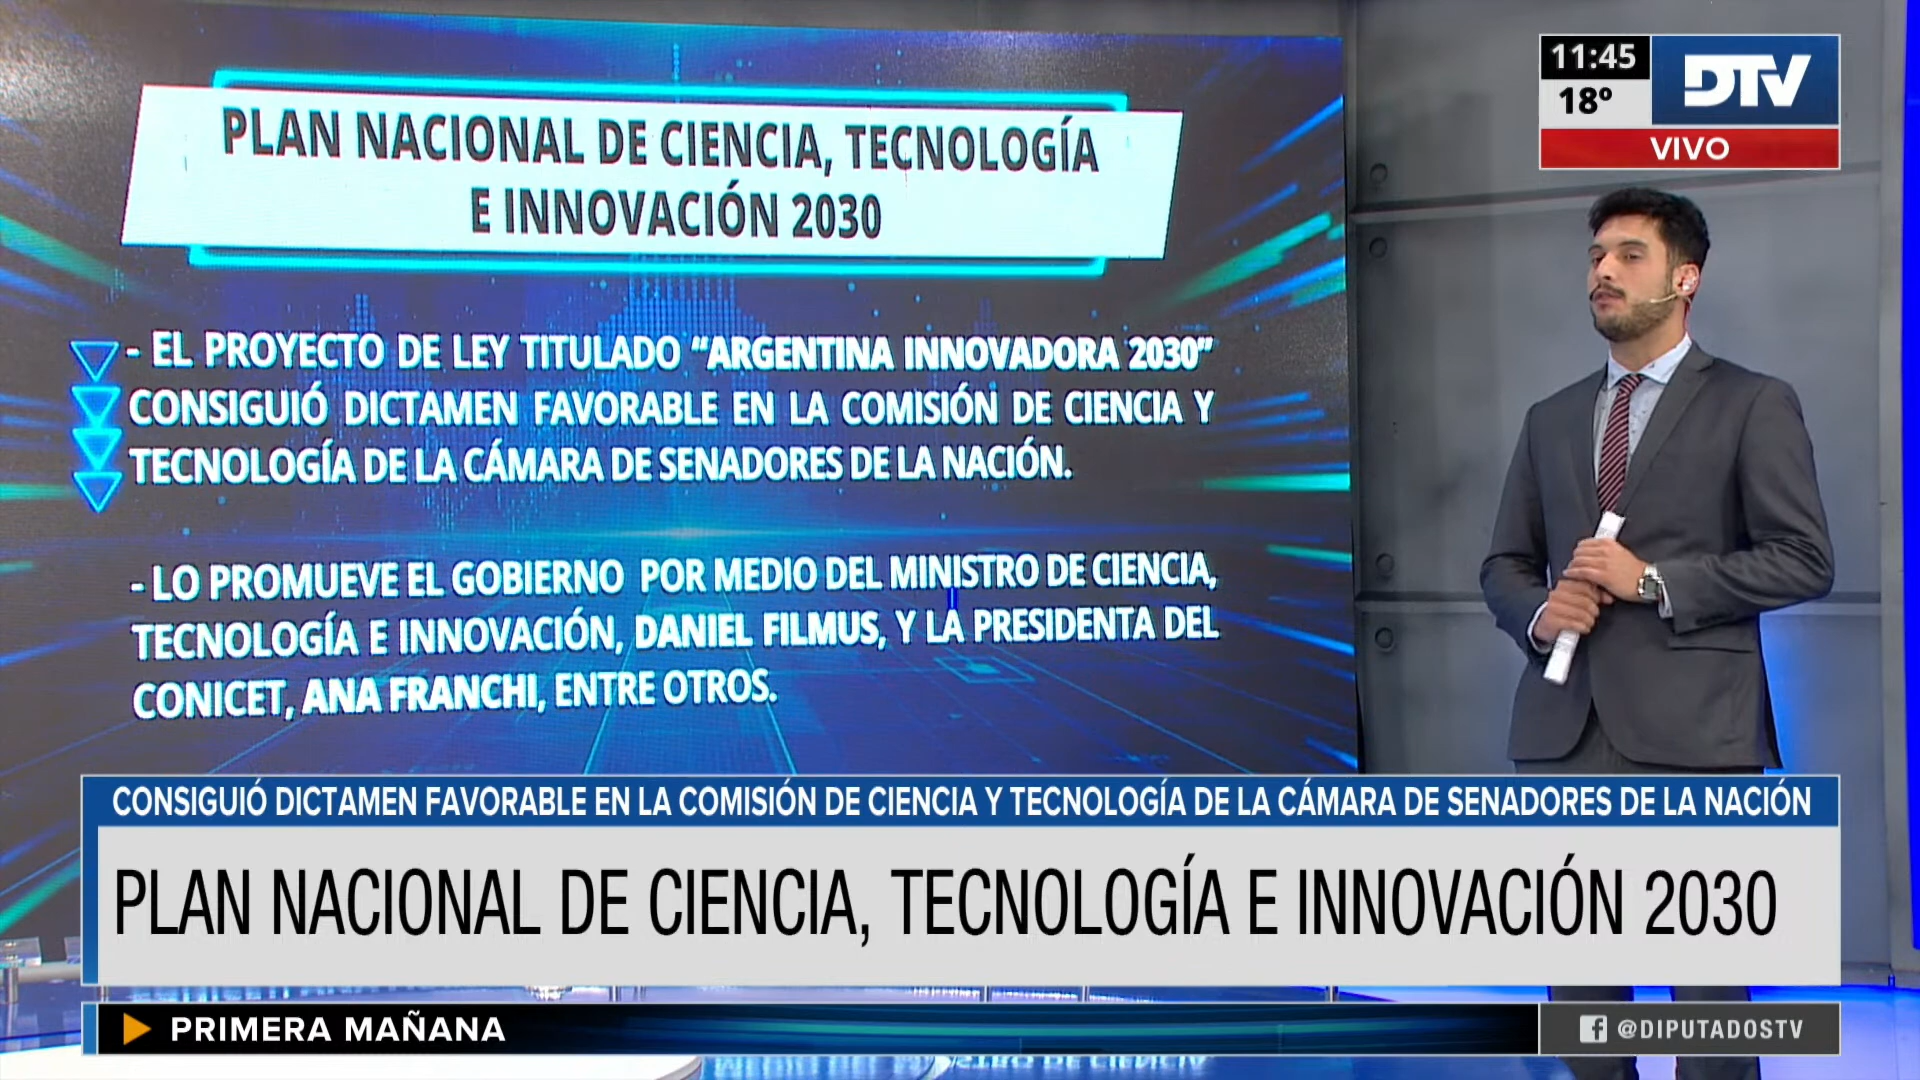 11:45
18º
DTV
VIVO
PLAN NACIONAL DE CIENCIA, TECNOLOGÍA
E INNOVACIÓN 2030
- EL PROYECTO DE LEY TITULADO “ARGENTINA INNOVADORA 2030”
CONSIGUIÓ DICTAMEN FAVORABLE EN LA COMISIÓN DE CIENCIA Y
TECNOLOGÍA DE LA CÁMARA DE SENADORES DE LA NACIÓN.
- LO PROMUEVE EL GOBIERNO POR MEDIO DEL MINISTRO DE CIENCIA,
TECNOLOGÍA E INNOVACIÓN, DANIEL FILMUS, Y LA PRESIDENTA DEL
CONICET, ANA FRANCHI, ENTRE OTROS.
CONSIGUIÓ DICTAMEN FAVORABLE EN LA COMISIÓN DE CIENCIA Y TECNOLOGÍA DE LA CÁMARA DE SENADORES DE LA NACIÓN
PLAN NACIONAL DE CIENCIA, TECNOLOGÍA E INNOVACIÓN 2030
PRIMERA MAÑANA
@DIPUTADOSTV